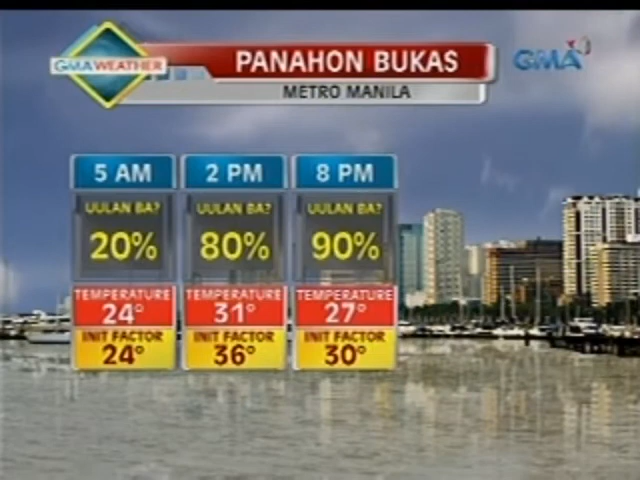 GMA WEATHER
PANAHON BUKAS
METRO MANILA
GMA
5 AM
UULAN BA?
20%
TEMPERATURE
24°
INIT FACTOR
24°
2 PM
UULAN BA?
80%
TEMPERATURE
31°
INIT FACTOR
36°
8 PM
UULAN BA?
90%
TEMPERATURE
27°
INIT FACTOR
30°